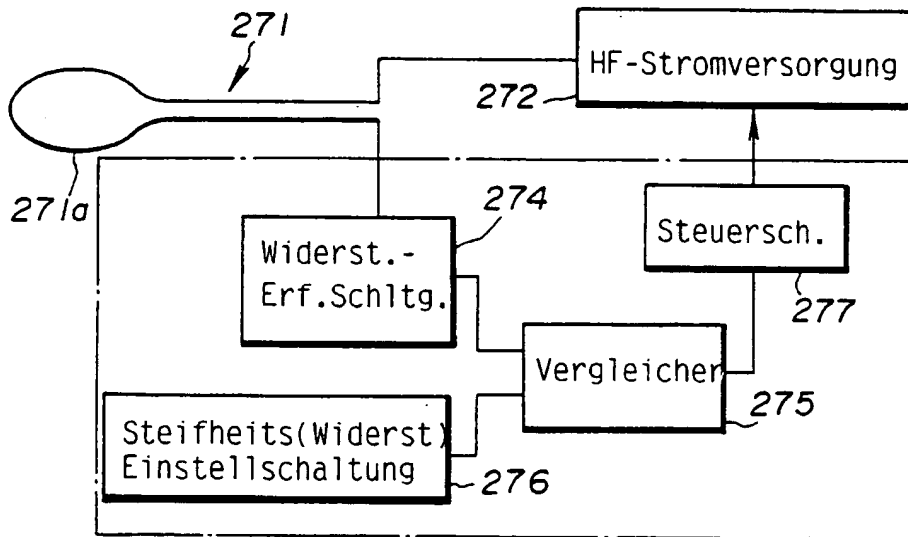 271
HF-Stromversorgung
272
271a
274
Widerst.-
Erf.Schltg.
Steuersch.
277
Vergleicher
275
Steifheits(Widerst)
Einstellschaltung
276